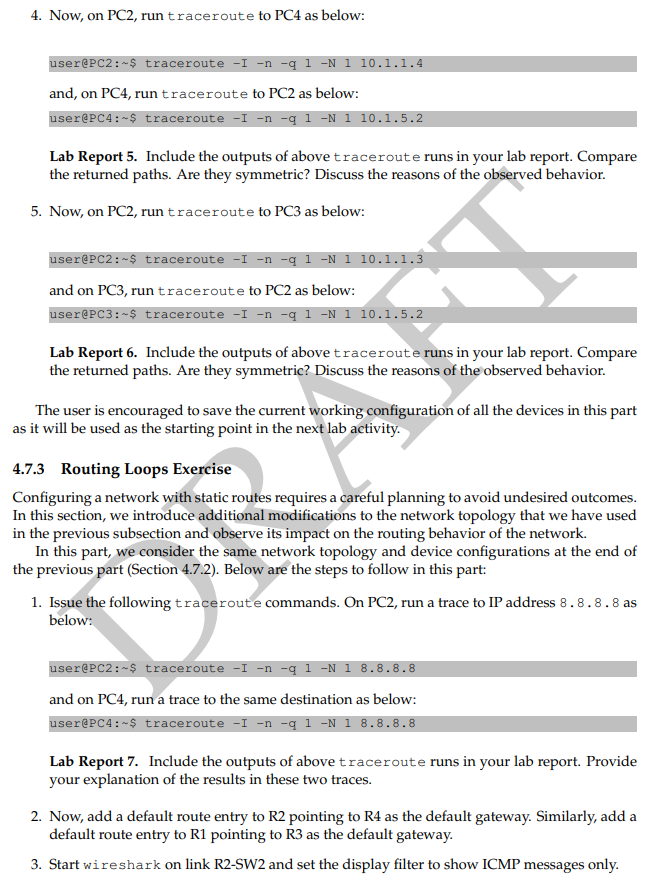 4. Now, on PC2, run traceroute to PC4 as below:
user@PC2:~$ traceroute -I -n -q 1 -N 1 10.1.1.4
and, on PC4, run traceroute to PC2 as below:
user@PC4:~$ traceroute -I -n -q 1 -N 1 10.1.5.2
Lab Report 5. Include the outputs of above traceroute runs in your lab report. Compare
the returned paths. Are they symmetric? Discuss the reasons of the observed behavior.
5. Now, on PC2, run traceroute to PC3 as below:
user@PC2:~$ traceroute -I -n -q 1 -N 1 10.1.1.3
and on PC3, run traceroute to PC2 as below:
user@PC3:~$ traceroute -I -n -q 1 -N 1 10.1.5.2
Lab Report 6. Include the outputs of above traceroute runs in your lab report. Compare
the returned paths. Are they symmetric? Discuss the reasons of the observed behavior.
The user is encouraged to save the current working configuration of all the devices in this part
as it will be used as the starting point in the next lab activity.
4.7.3 Routing Loops Exercise
Configuring a network with static routes requires a careful planning to avoid undesired outcomes.
In this section, we introduce additional modifications to the network topology that we have used
in the previous subsection and observe its impact on the routing behavior of the network.
In this part, we consider the same network topology and device configurations at the end of
the previous part (Section 4.7.2). Below are the steps to follow in this part:
1. Issue the following traceroute commands. On PC2, run a trace to IP address 8.8.8.8 as
below:
user@PC2:~$ traceroute -I -n -q 1 -N 1 8.8.8.8
and on PC4, run a trace to the same destination as below:
user@PC4:~$ traceroute -I -n -q 1 -N 1 8.8.8.8
Lab Report 7. Include the outputs of above traceroute runs in your lab report. Provide
your explanation of the results in these two traces.
2. Now, add a default route entry to R2 pointing to R4 as the default gateway. Similarly, add a
default route entry to R1 pointing to R3 as the default gateway.
3. Start wireshark on link R2-SW2 and set the display filter to show ICMP messages only.
DRAFT